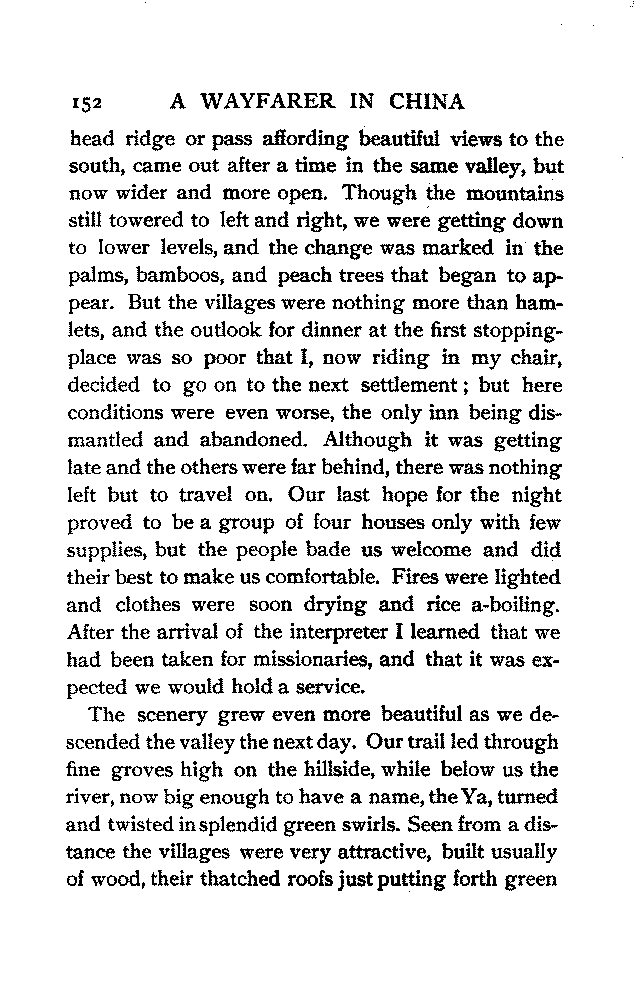 152 A WAYFARER IN CHINA
head ridge or pass affording beautiful views to the
south, came out after a time in the same valley, but
now wider and more open. Though the mountains
still towered to left and right, we were getting down
to lower levels, and the change was marked in the
palms, bamboos, and peach trees that began to ap-
pear. But the villages were nothing more than ham-
lets, and the outlook for dinner at the first stopping-
place was so poor that I, now riding in my chair,
decided to go on to the next settlement; but here
conditions were even worse, the only inn being dis-
mantled and abandoned. Although it was getting
late and the others were far behind, there was nothing
left but to travel on. Our last hope for the night
proved to be a group of four houses only with few
supplies, but the people bade us welcome and did
their best to make us comfortable. Fires were lighted
and clothes were soon drying and rice a-boiling.
After the arrival of the interpreter I learned that we
had been taken for missionaries, and that it was ex-
pected we would hold a service.
The scenery grew even more beautiful as we de-
scended the valley the next day. Our trail led through
fine groves high on the hillside, while below us the
river, now big enough to have a name, the Ya, turned
and twisted in splendid green swirls. Seen from a dis-
tance the villages were very attractive, built usually
of wood, their thatched roofs just putting forth green